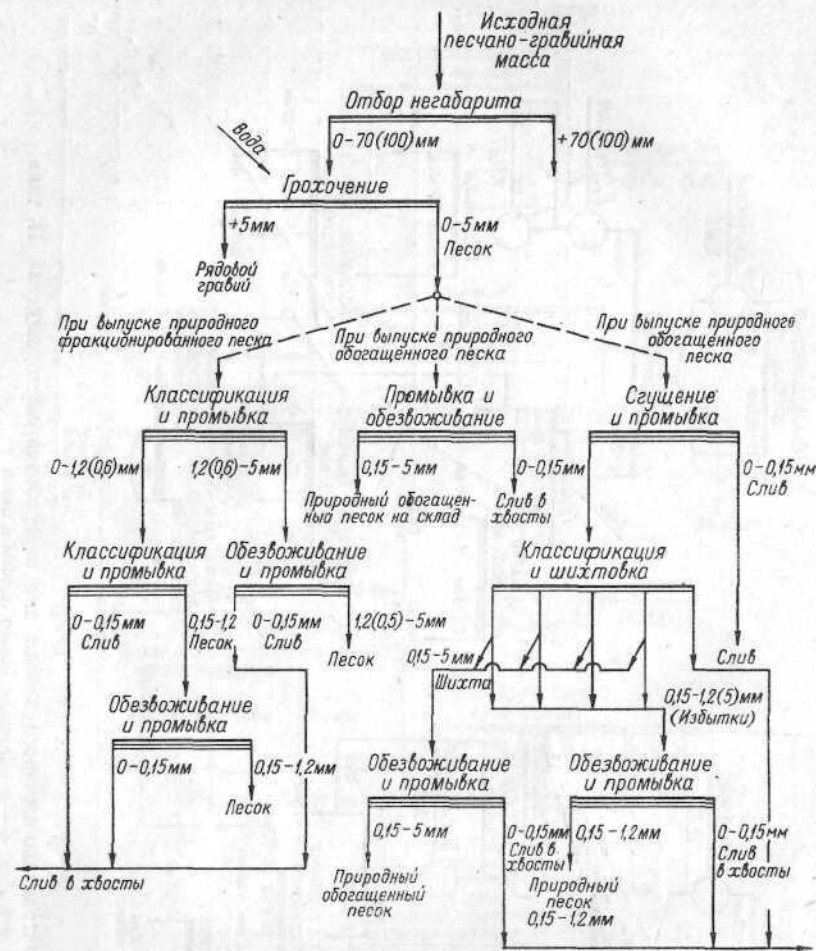 Исходная
песчано-гравийная
масса
Отбор негабарита
Вода
0-70(100)мм
+70(100)мм
Грохочение
+5мм
0-5мм
Песок
Рядовой
гравий
При выпуске природного
фракционированного песка
При выпуске природного
обогащённого песка
При выпуске природного
обогащённого
песка
Классификация
и промывка
Промывка и
обезвоживание
Сгущение
и промывка
0-1,2(0,6)мм
1,2(0,6)-5мм
0,15-5мм
0-0,15мм
0-0,15мм
Слив
Природный обогащен-
ный песок на склад
Слив в
хвосты
Классификация
и промывка
Обезвоживание
и промывка
Классификация
и шихтовка
0-0,15мм
Слив
0,15-1,2
Песок
0-0,15мм
Слив
1,2(0,5)-5мм
Песок
0,15-5мм
Шихта
Слив
0,15-1,2(5)мм
(Избытки)
Обезвоживание
и промывка
0-0,15мм
0,15-1,2мм
Песок
Обезвоживание
и промывка
Обезвоживание
и промывка
0,15-5мм
0-0,15мм
Слив в
хвосты
0,15-1,2мм
0-0,15мм
Слив
в хвосты
Слив в хвосты
Природный
обогащенный
песок
Природный
песок
0,15-1,2мм